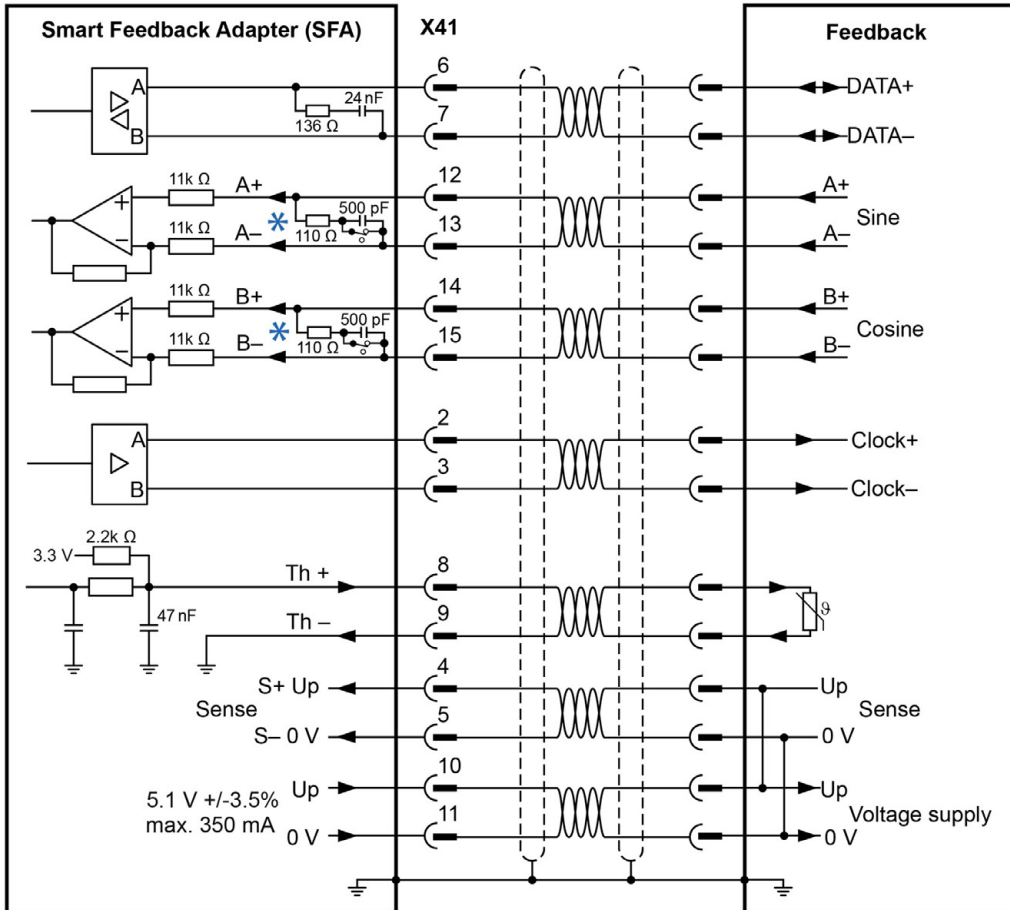 Smart Feedback Adapter (SFA) X41 Feedback
A 6 DATA+
24 nF
136 Ω
B 7 DATA–
11k Ω A+ 12 A+
+ 500 pF Sine
* 
11k Ω A– 110 Ω 13 A–
–
11k Ω B+ 14 B+
+ 500 pF Cosine
*
11k Ω B– 110 Ω 15 B–
–
A 2 Clock+
B 3 Clock–
2.2k Ω
3.3 V
Th + 8
ϑ
47 nF Th – 9
S+ Up 4 Up
Sense Sense
S– 0 V 5 0 V
Up 10 Up
5.1 V +/-3.5% Voltage supply
max. 350 mA
0 V 11 0 V